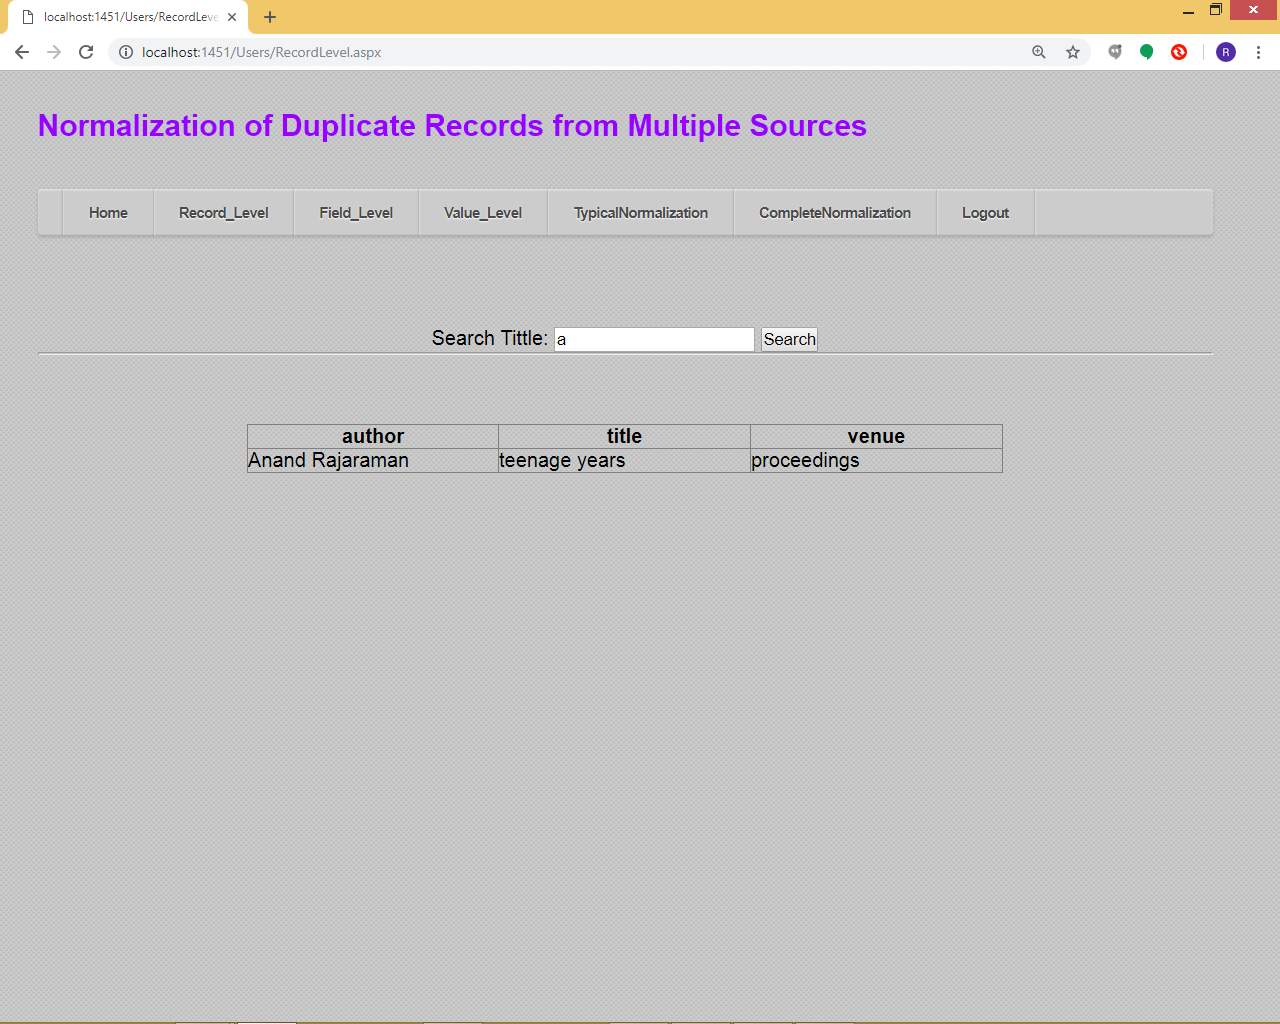 localhost:1451/Users/RecordLeve
localhost:1451/Users/RecordLevel.aspx
R
Normalization of Duplicate Records from Multiple Sources
Home Record_Level Field_Level Value_Level TypicalNormalization CompleteNormalization Logout
Search Tittle: a Search
author title venue
Anand Rajaraman teenage years proceedings